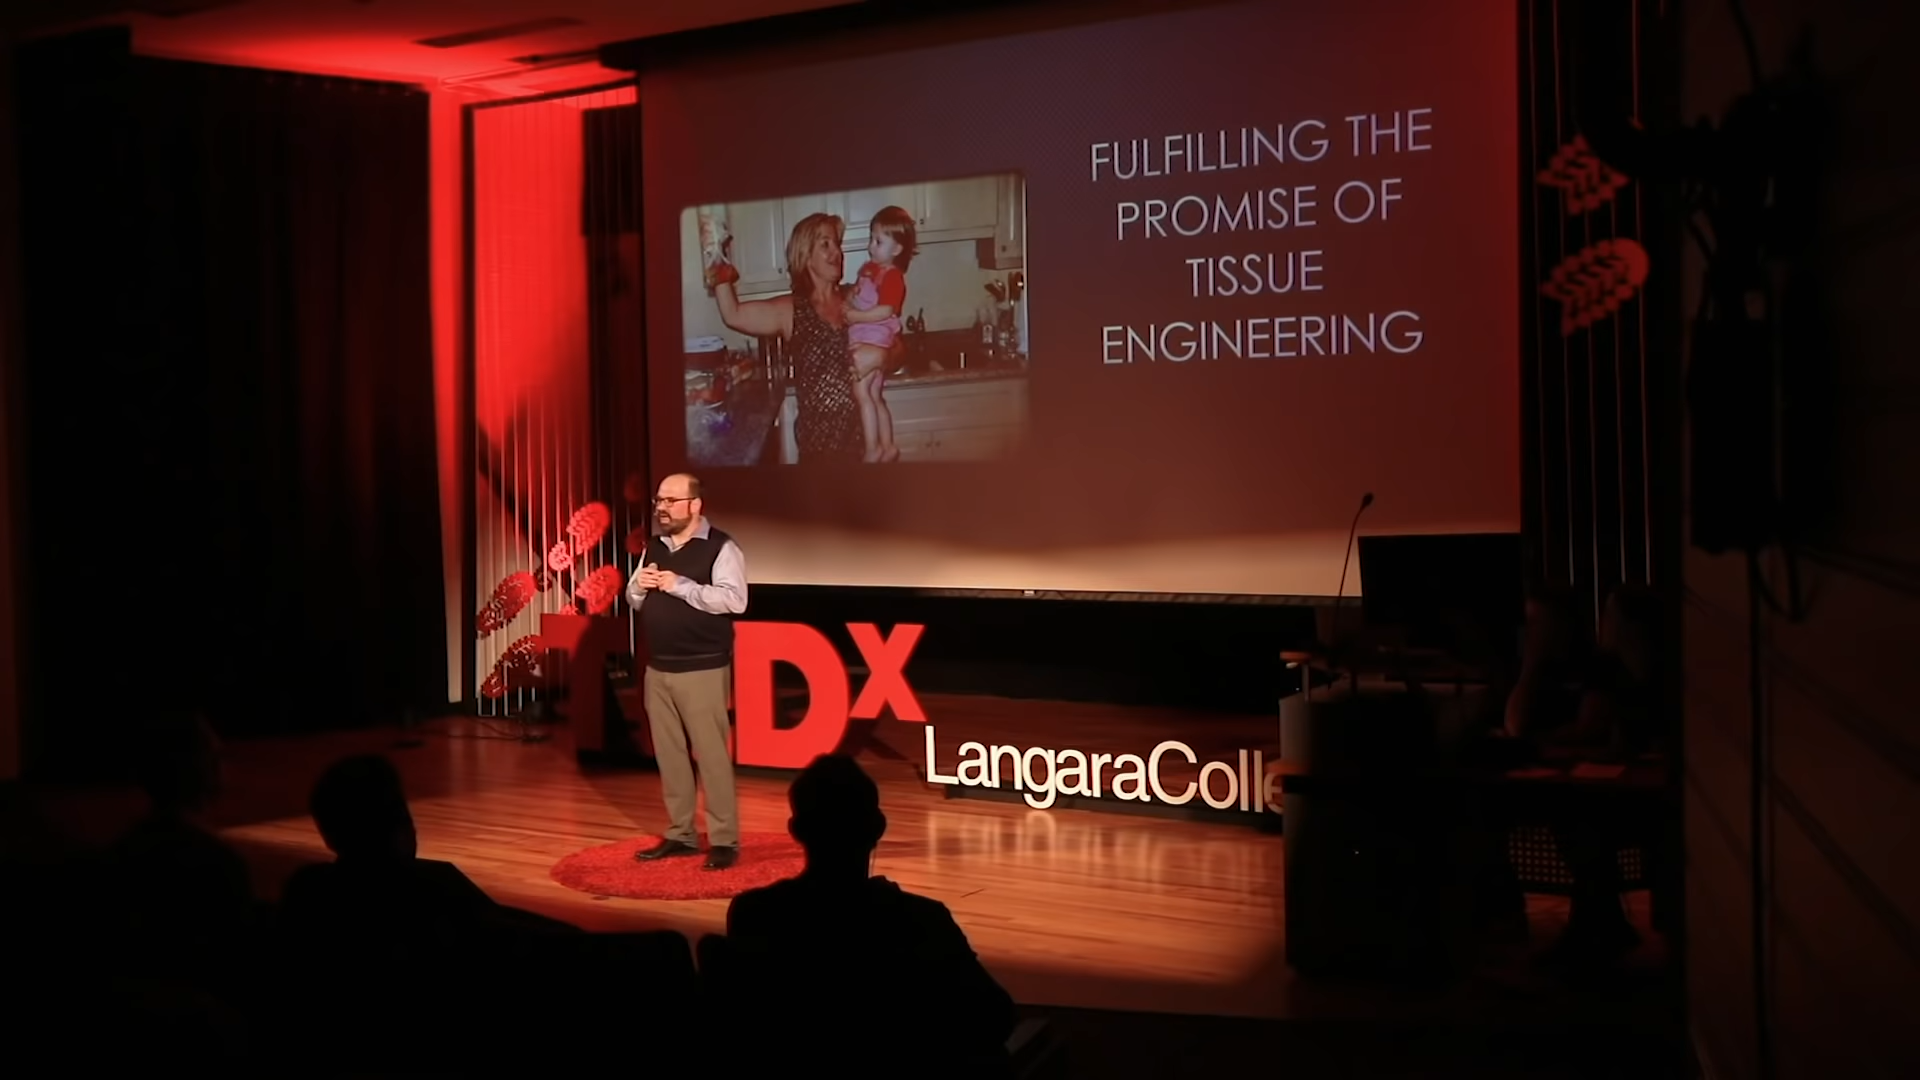 FULFILLING THE
PROMISE OF
TISSUE
ENGINEERING
Dx
LangaraColle